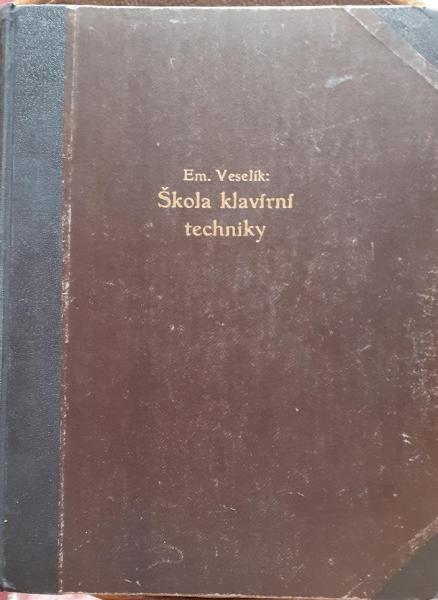 Em. Veselík:
Škola klavírní
techniky